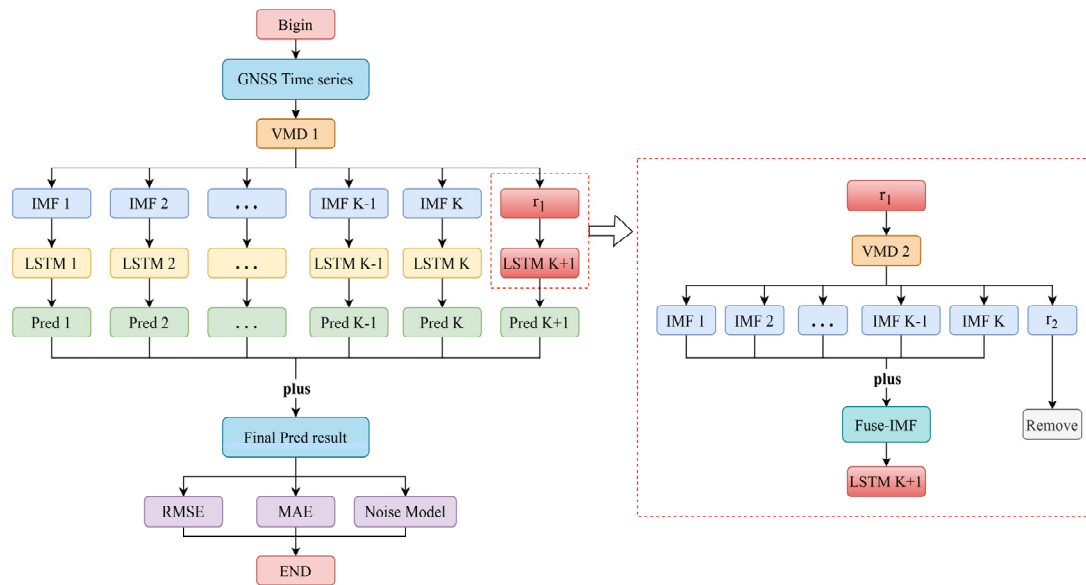 Bigin
GNSS Time series
VMD 1
IMF 1 IMF 2 ... IMF K-1 IMF K r1
LSTM 1 LSTM 2 ... LSTM K-1 LSTM K LSTM K+1
Pred 1 Pred 2 ... Pred K-1 Pred K Pred K+1
plus
Final Pred result
RMSE MAE Noise Model
END
r1
VMD 2
IMF 1 IMF 2 ... IMF K-1 IMF K r2
plus
Fuse-IMF Remove
LSTM K+1